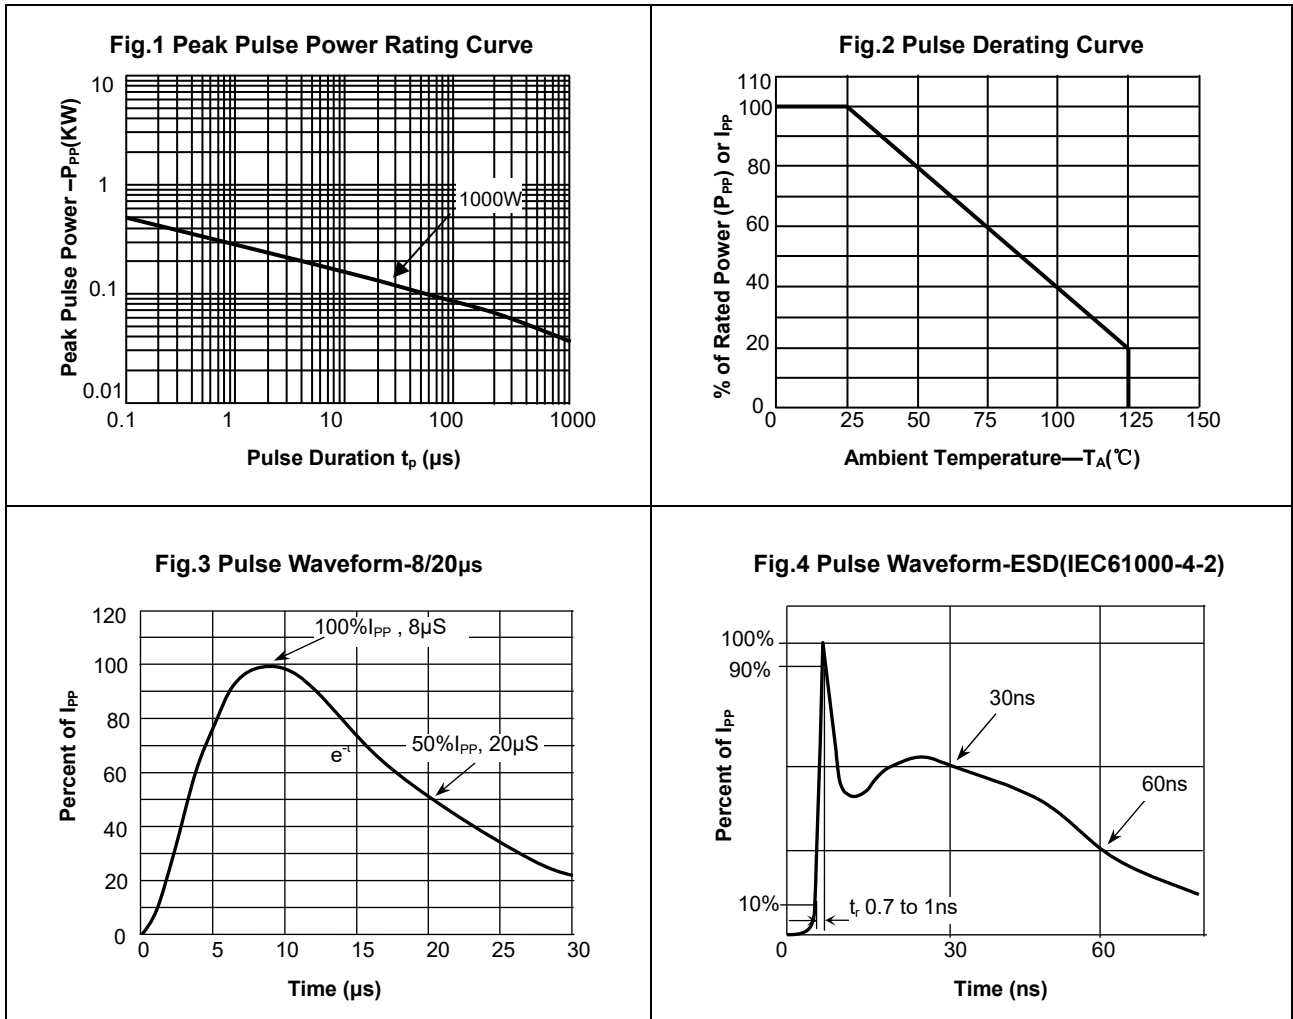 Fig.1 Peak Pulse Power Rating Curve
Peak Pulse Power –PPP(KW)
10
1
0.1
0.01
1000W
0.1 1 10 100 1000
Pulse Duration tp (µs)
Fig.2 Pulse Derating Curve
% of Rated Power (PPP) or IPP
110
100
80
60
40
20
0
0 25 50 75 100 125 150
Ambient Temperature—TA(℃)
Fig.3 Pulse Waveform-8/20µs
Percent of IPP
120
100
80
60
40
20
0
100%IPP , 8µS
e-t
50%IPP, 20µS
0 5 10 15 20 25 30
Time (µs)
Fig.4 Pulse Waveform-ESD(IEC61000-4-2)
Percent of IPP
100%
90%
10%
30ns
60ns
tr 0.7 to 1ns
0 30 60
Time (ns)